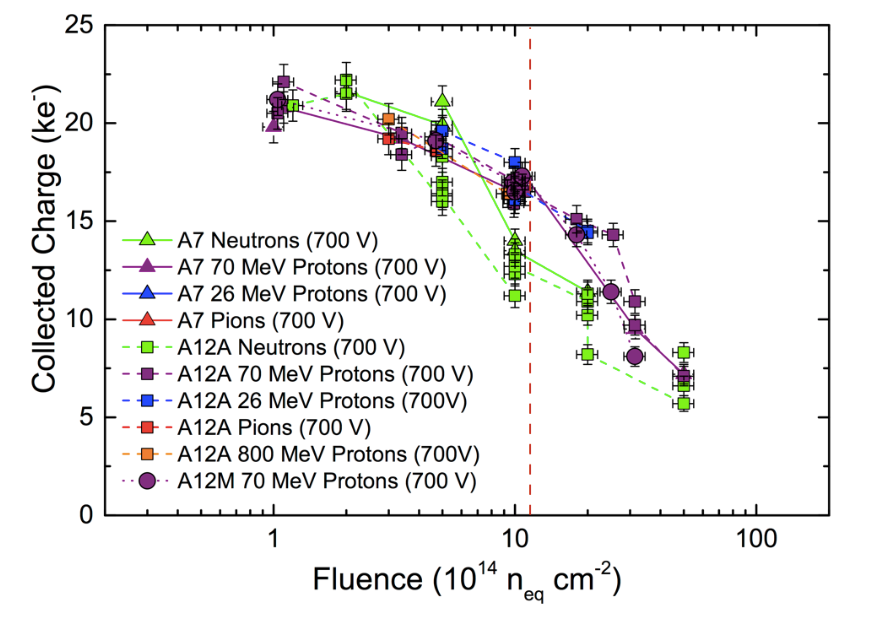 25
20
15
10
5
0
Collected Charge (ke⁻)
A7 Neutrons (700 V)
A7 70 MeV Protons (700 V)
A7 26 MeV Protons (700 V)
A7 Pions (700 V)
A12A Neutrons (700 V)
A12A 70 MeV Protons (700 V)
A12A 26 MeV Protons (700V)
A12A Pions (700 V)
A12A 800 MeV Protons (700V)
A12M 70 MeV Protons (700 V)
1 10 100
Fluence (10¹⁴ n_eq cm⁻²)